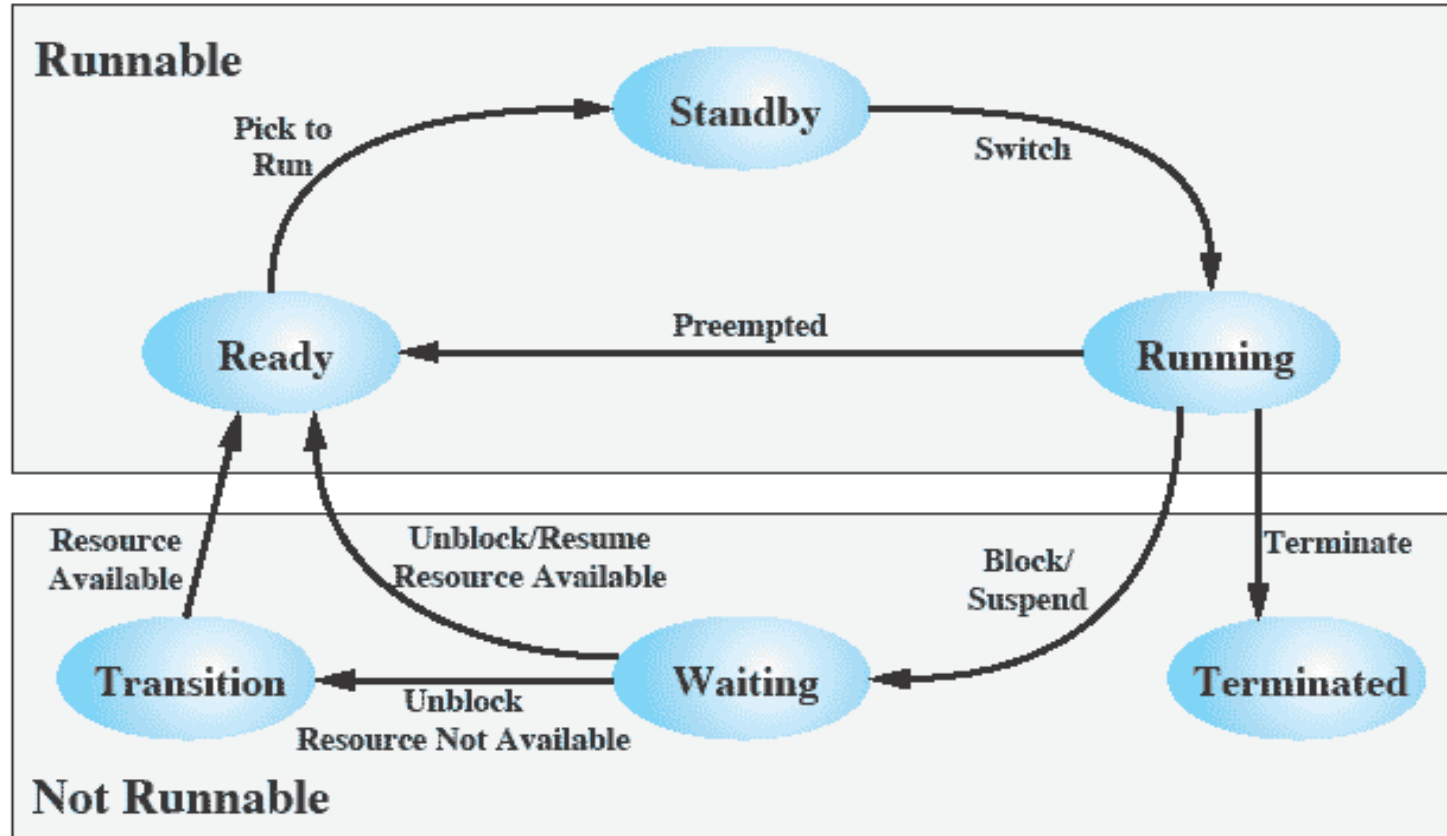 Runnable
Standby
Pick to
Run
Switch
Ready
Preempted
Running
Resource
Available
Unblock/Resume
Resource Available
Block/
Suspend
Terminate
Transition
Unblock
Resource Not Available
Waiting
Terminated
Not Runnable